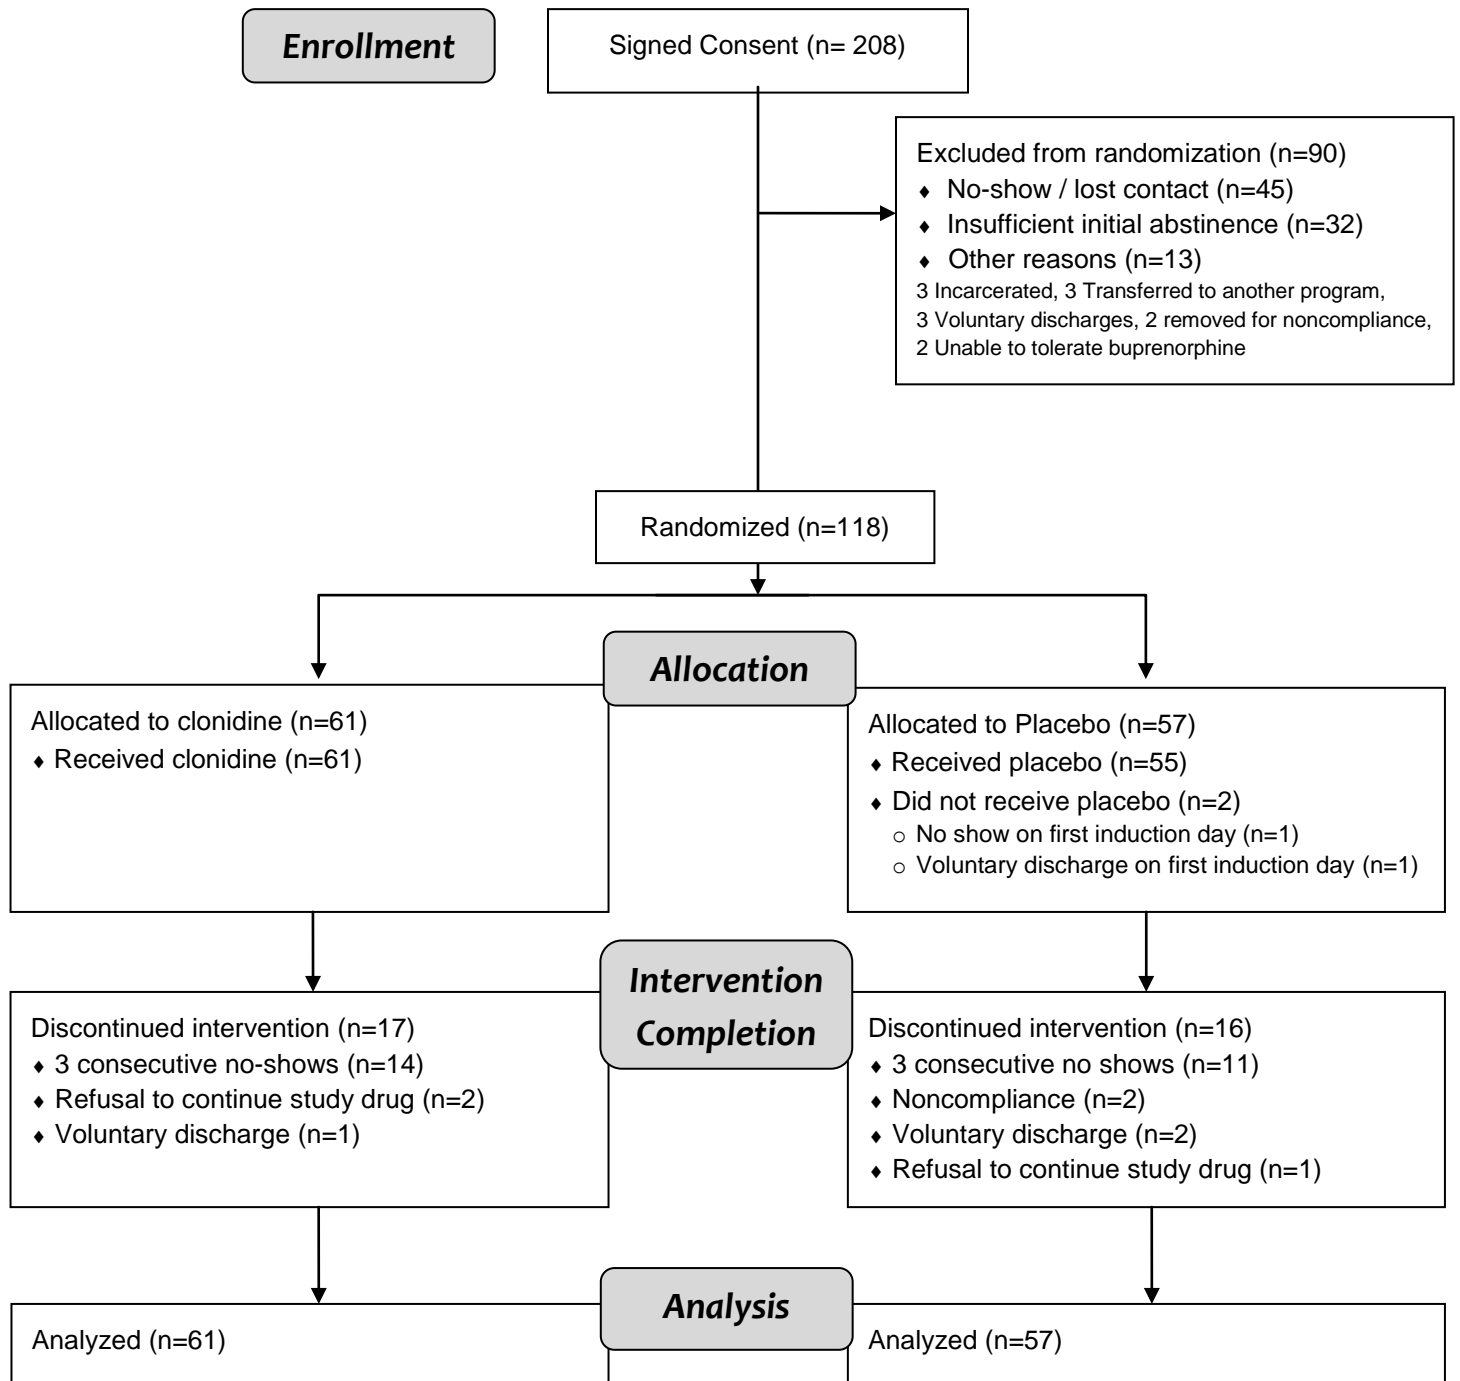 Enrollment
Signed Consent (n= 208)
Excluded from randomization (n=90)
♦ No-show / lost contact (n=45)
♦ Insufficient initial abstinence (n=32)
♦ Other reasons (n=13)
3 Incarcerated, 3 Transferred to another program,
3 Voluntary discharges, 2 removed for noncompliance,
2 Unable to tolerate buprenorphine
Randomized (n=118)
Allocation
Allocated to clonidine (n=61)
♦ Received clonidine (n=61)
Allocated to Placebo (n=57)
♦ Received placebo (n=55)
♦ Did not receive placebo (n=2)
○ No show on first induction day (n=1)
○ Voluntary discharge on first induction day (n=1)
Intervention
Completion
Discontinued intervention (n=17)
♦ 3 consecutive no-shows (n=14)
♦ Refusal to continue study drug (n=2)
♦ Voluntary discharge (n=1)
Discontinued intervention (n=16)
♦ 3 consecutive no shows (n=11)
♦ Noncompliance (n=2)
♦ Voluntary discharge (n=2)
♦ Refusal to continue study drug (n=1)
Analysis
Analyzed (n=61)
Analyzed (n=57)